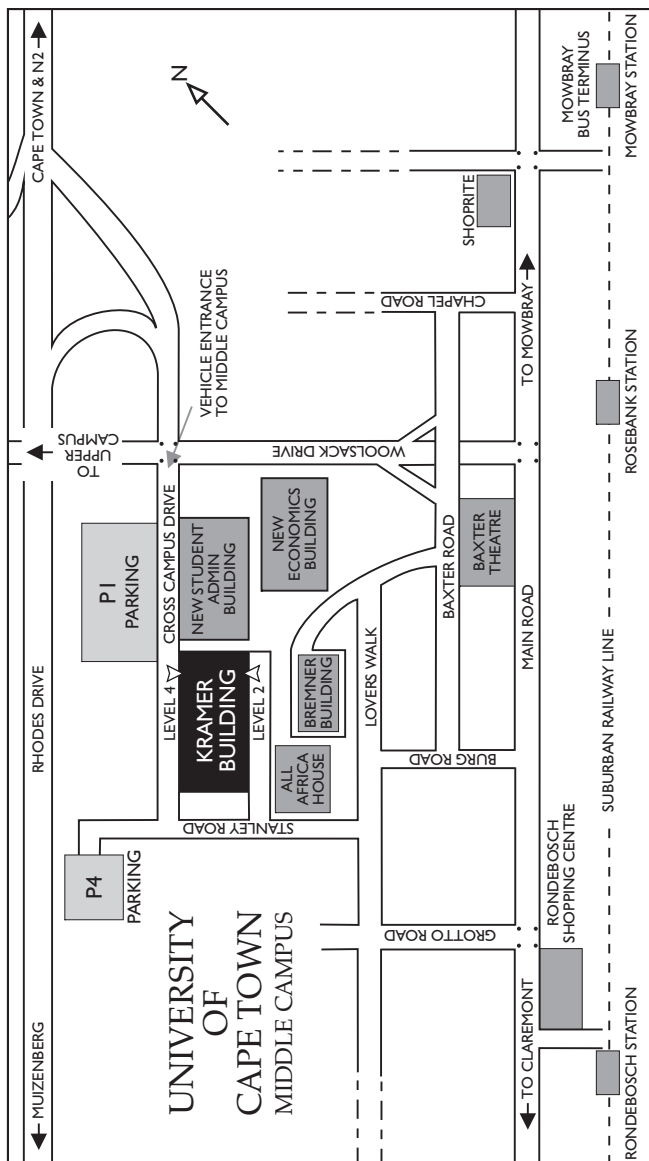 UNIVERSITY
OF
CAPE TOWN
MIDDLE CAMPUS
MUIZENBERG
RHODES DRIVE
CAPE TOWN & N2
N
TO
UPPER
CAMPUS
VEHICLE ENTRANCE
TO MIDDLE CAMPUS
P4
PARKING
P1
PARKING
CROSS CAMPUS DRIVE
LEVEL 4
KRAMER
BUILDING
LEVEL 2
NEW STUDENT
ADMIN
BUILDING
NEW
ECONOMICS
BUILDING
WOOLSACK DRIVE
STANLEY ROAD
ALL
AFRICA
HOUSE
BREMNER
BUILDING
LOVERS WALK
BAXTER ROAD
BURG ROAD
BAXTER
THEATRE
CHAPEL ROAD
SHOPRITE
GROTTO ROAD
TO CLAREMONT
MAIN ROAD
TO MOWBRAY
RONDEBOSCH
SHOPPING CENTRE
MOWBRAY
BUS TERMINUS
SUBURBAN RAILWAY LINE
RONDEBOSCH STATION
ROSEBANK STATION
MOWBRAY STATION